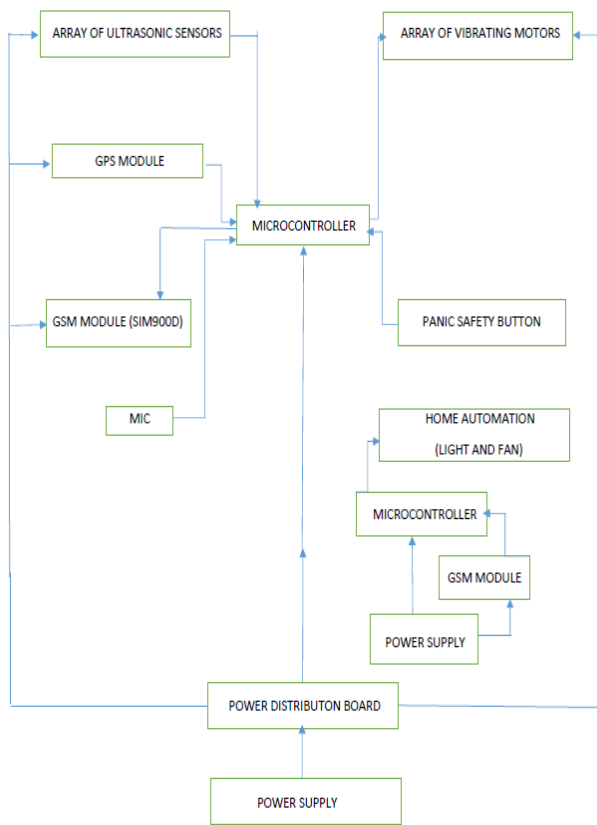 ARRAY OF ULTRASONIC SENSORS
ARRAY OF VIBRATING MOTORS
GPS MODULE
MICROCONTROLLER
GSM MODULE (SIM900D)
PANIC SAFETY BUTTON
MIC
HOME AUTOMATION
(LIGHT AND FAN)
MICROCONTROLLER
GSM MODULE
POWER SUPPLY
POWER DISTRIBUTON BOARD
POWER SUPPLY